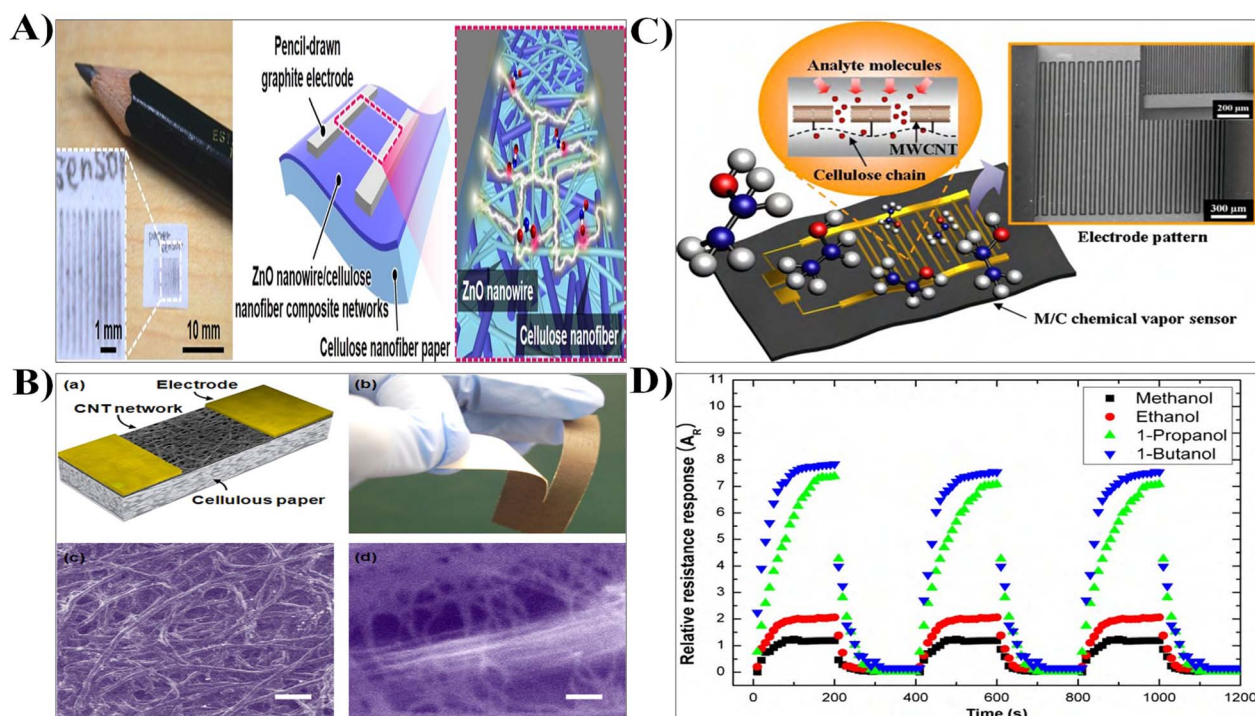 A)
ES
sensor
1 mm
sensor
10 mm
Pencil-drawn
graphite electrode
ZnO nanowire/cellulose
nanofiber composite networks
Cellulose nanofiber paper
ZnO nanowire
Cellulose nanofiber
B)
(a)
Electrode
CNT network
Cellulous paper
(b)
(c)
(d)
C)
Analyte molecules
MWCNT
Cellulose chain
200 µm
300 µm
Electrode pattern
M/C chemical vapor sensor
D)
Relative resistance response (A_R)
11
10
9
8
7
6
5
4
3
2
1
0
Methanol
Ethanol
1-Propanol
1-Butanol
0 200 400 600 800 1000 1200
Time (s)